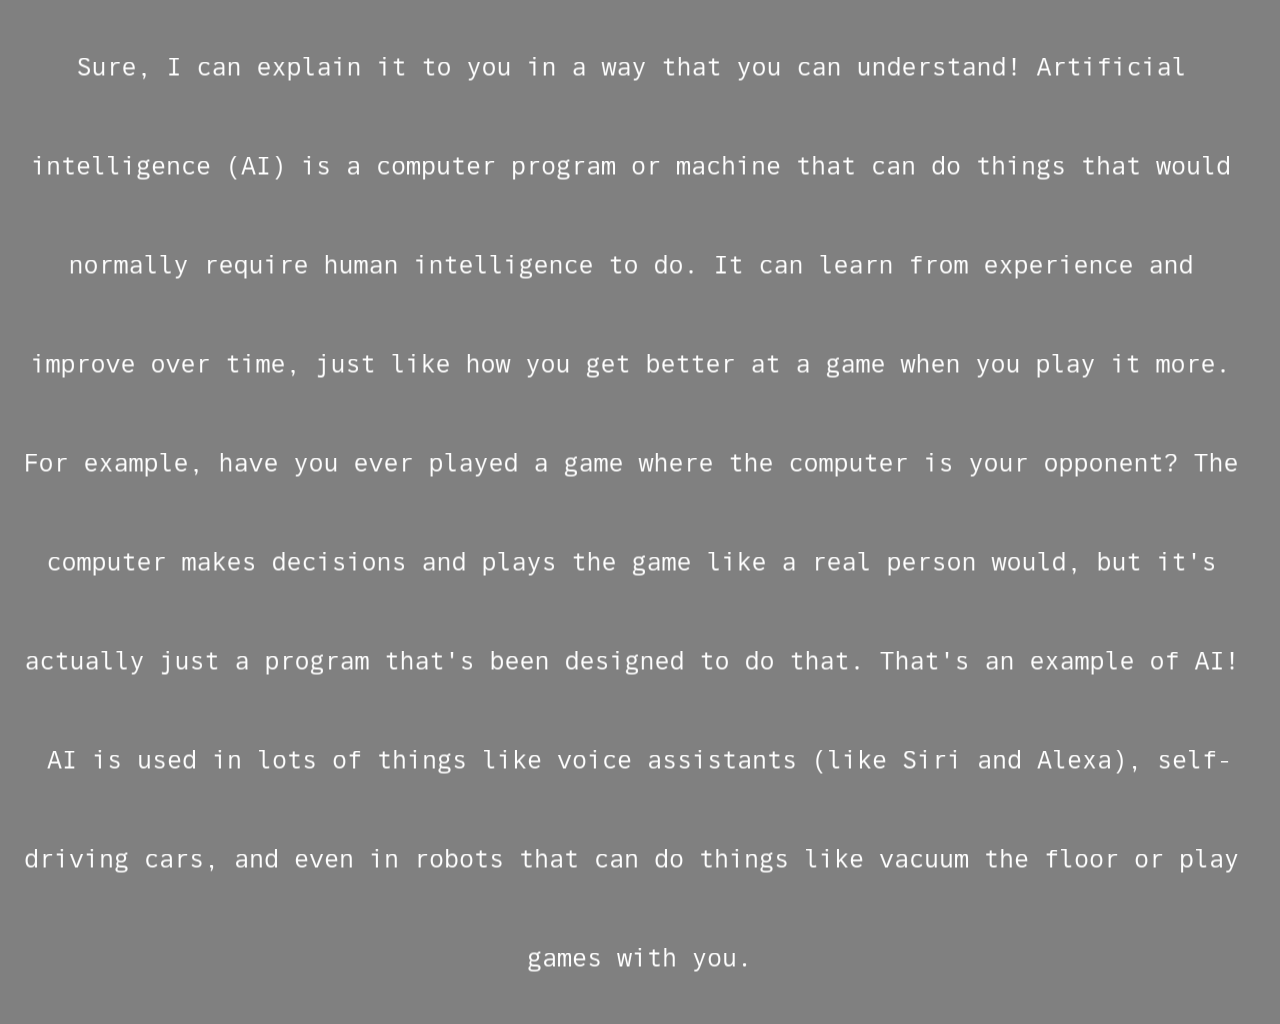 Sure, I can explain it to you in a way that you can understand! Artificial
intelligence (AI) is a computer program or machine that can do things that would
normally require human intelligence to do. It can learn from experience and
improve over time, just like how you get better at a game when you play it more.
For example, have you ever played a game where the computer is your opponent? The
computer makes decisions and plays the game like a real person would, but it's
actually just a program that's been designed to do that. That's an example of AI!
AI is used in lots of things like voice assistants (like Siri and Alexa), self-
driving cars, and even in robots that can do things like vacuum the floor or play
games with you.